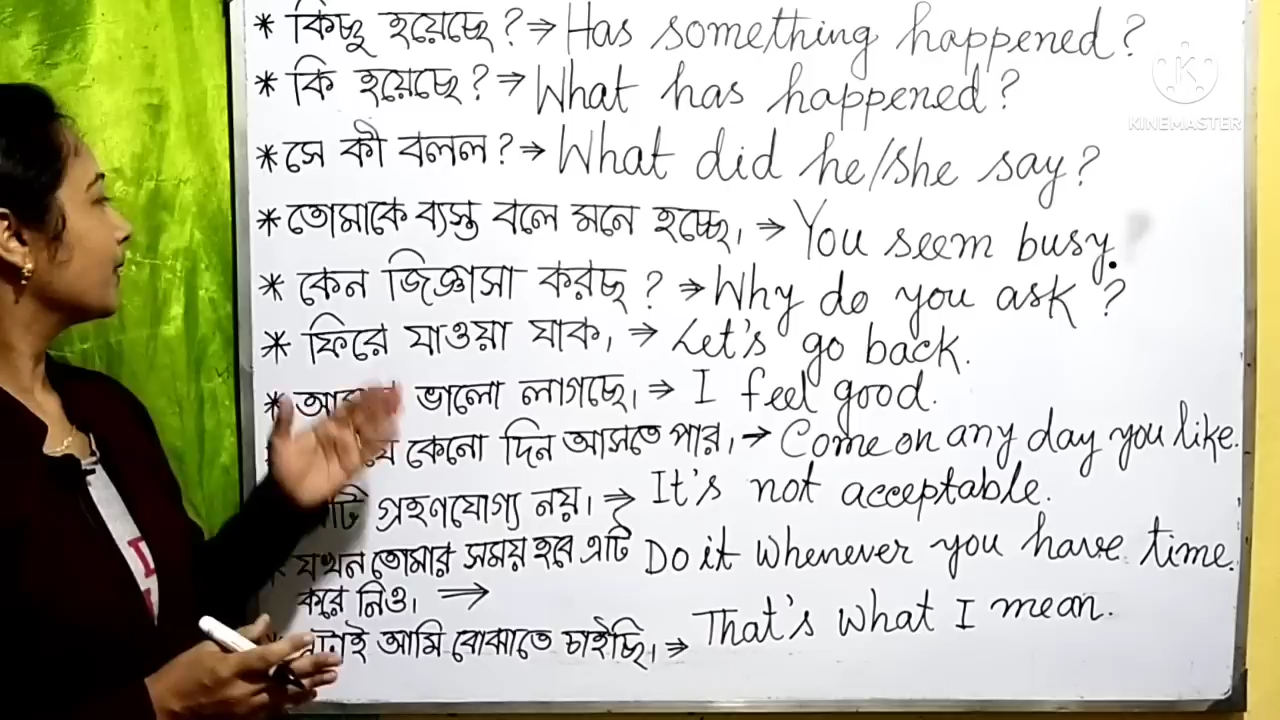 * কিছু হয়েছে? ⇒ Has something happened?
* কি হয়েছে? ⇒ What has happened?
* সে কী বলল? ⇒ What did he/she say?
* তোমাকে ব্যস্ত বলে মনে হচ্ছে। ⇒ You seem busy.
* কেন জিজ্ঞাসা করছ? ⇒ Why do you ask?
* ফিরে যাওয়া যাক। ⇒ Let's go back.
* ভালো লাগছে। ⇒ I feel good.
কেনো দিন আসতে পার। → Come on any day you like.
গ্রহণযোগ্য নয়। ⇒ It's not acceptable.
যখন তোমার সময় হবে এটি Do it whenever you have time.
করে নিও। ⇒
আমি বোঝাতে চাইছি। ⇒ That's what I mean.
KINEMASTER